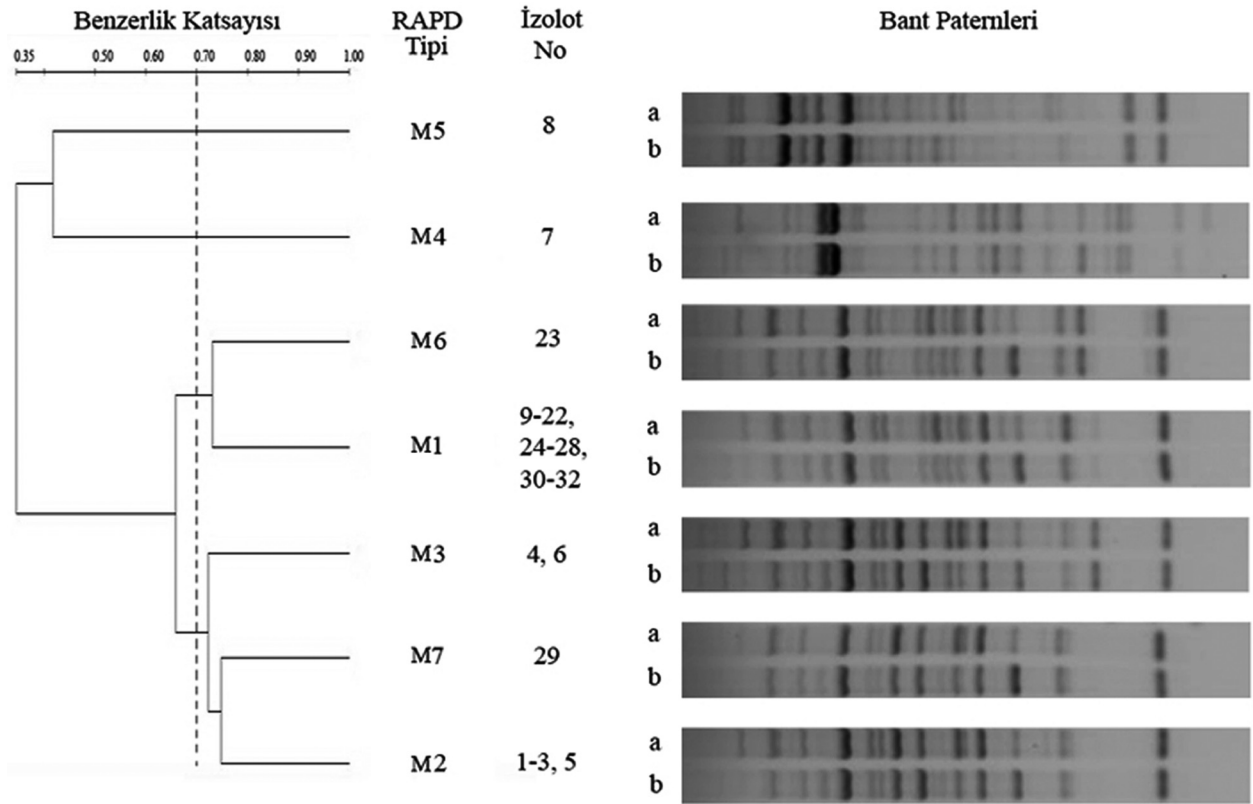 Benzerlik Katsayısı
RAPD Tipi
İzolot No
Bant Paternleri
0.35 0.50 0.60 0.70 0.80 0.90 1.00
M5 8 a
b
M4 7 a
b
M6 23 a
b
M1 9-22, 24-28, 30-32 a
b
M3 4, 6 a
b
M7 29 a
b
M2 1-3, 5 a
b